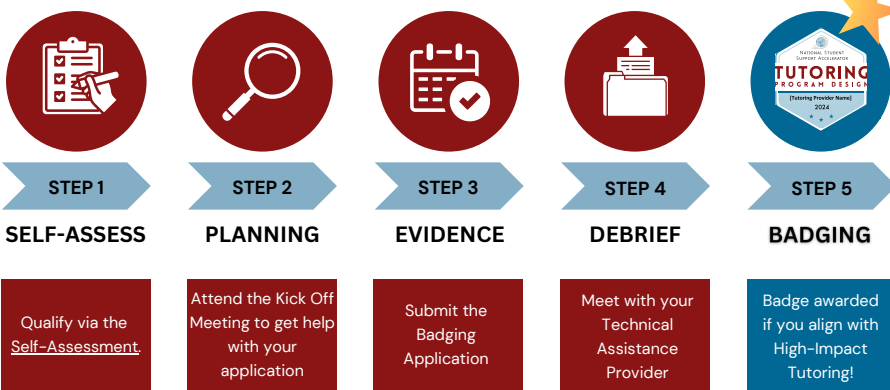 NATIONAL STUDENT
SUPPORT ACCELERATOR
TUTORING
PROGRAM DESIGN
[Tutoring Provider Name]
2024
STEP 1
STEP 2
STEP 3
STEP 4
STEP 5
SELF-ASSESS
PLANNING
EVIDENCE
DEBRIEF
BADGING
Qualify via the
Self-Assessment.
Attend the Kick Off
Meeting to get help
with your
application
Submit the
Badging
Application
Meet with your
Technical
Assistance
Provider
Badge awarded
if you align with
High-Impact
Tutoring!